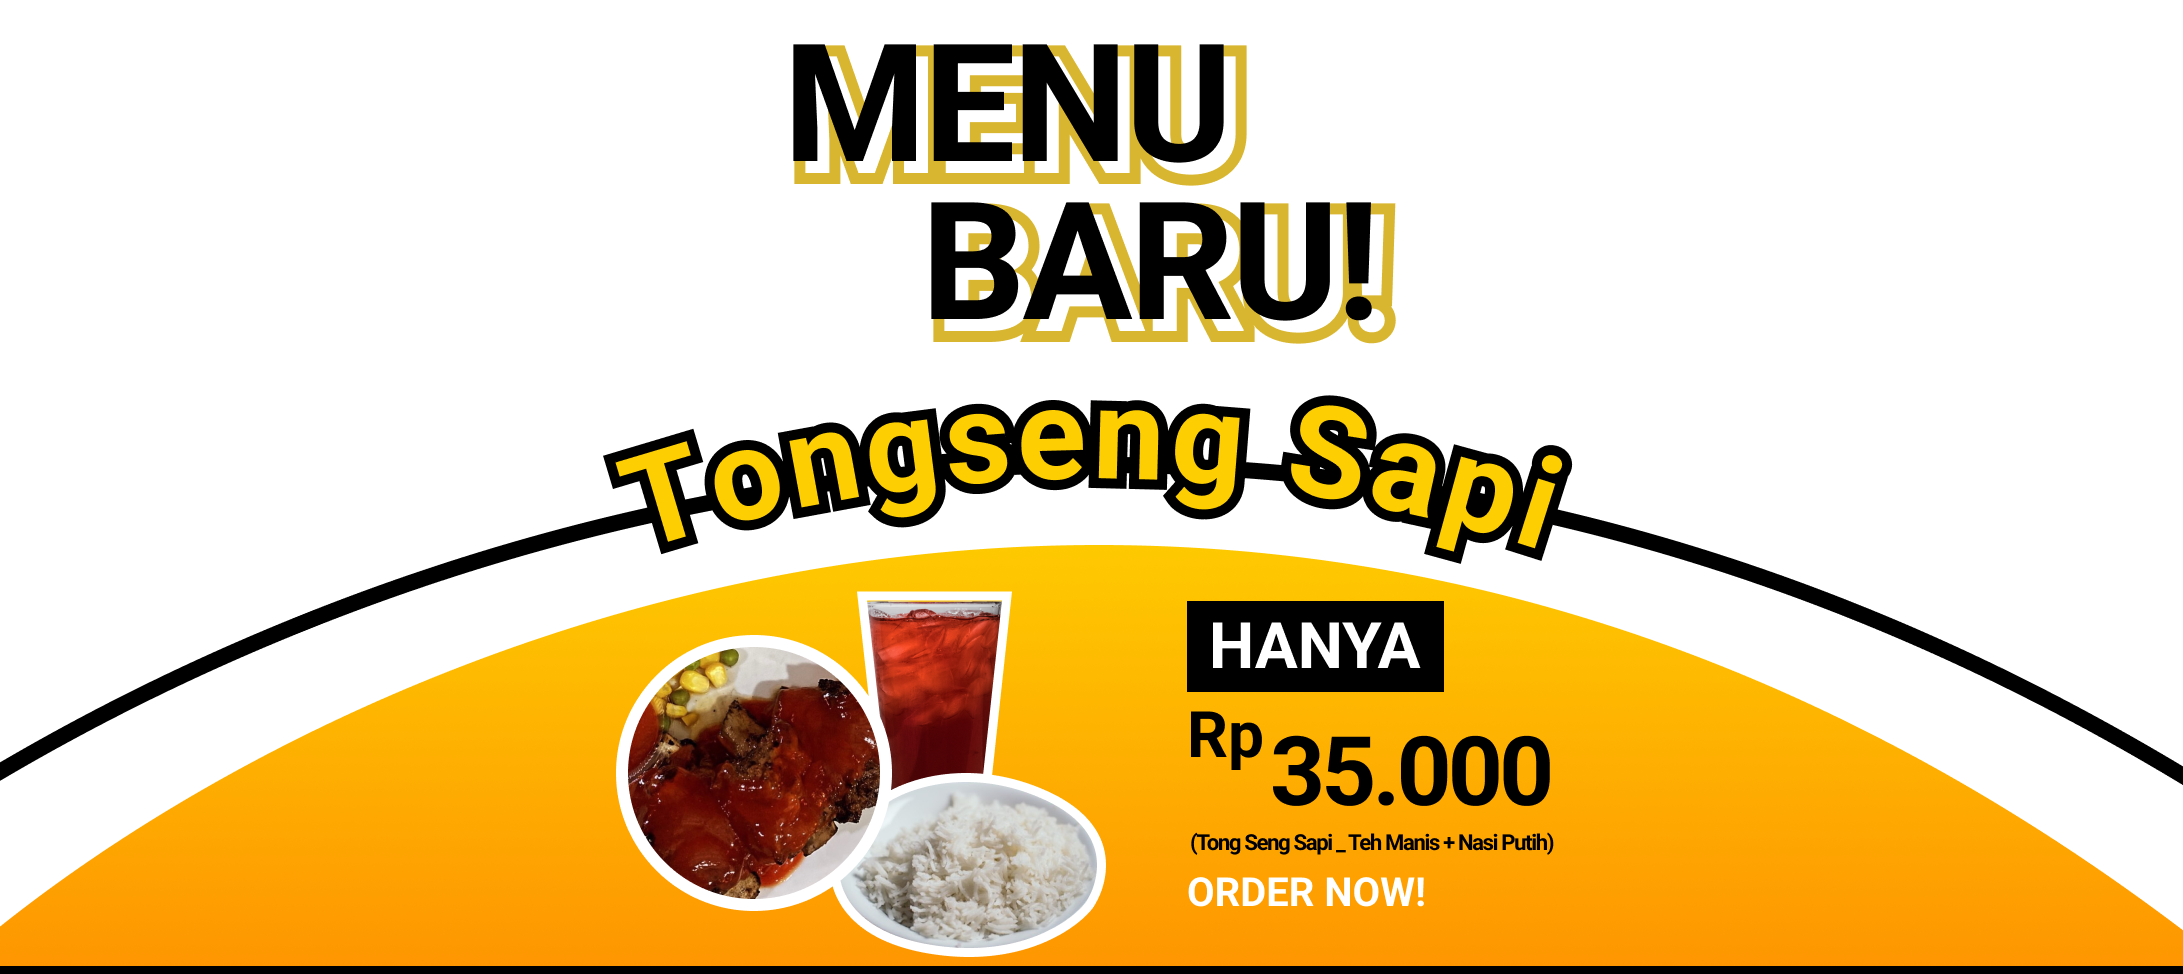 MENU
BARU!
Tongseng Sapi
HANYA
Rp 35.000
(Tong Seng Sapi _ Teh Manis + Nasi Putih)
ORDER NOW!